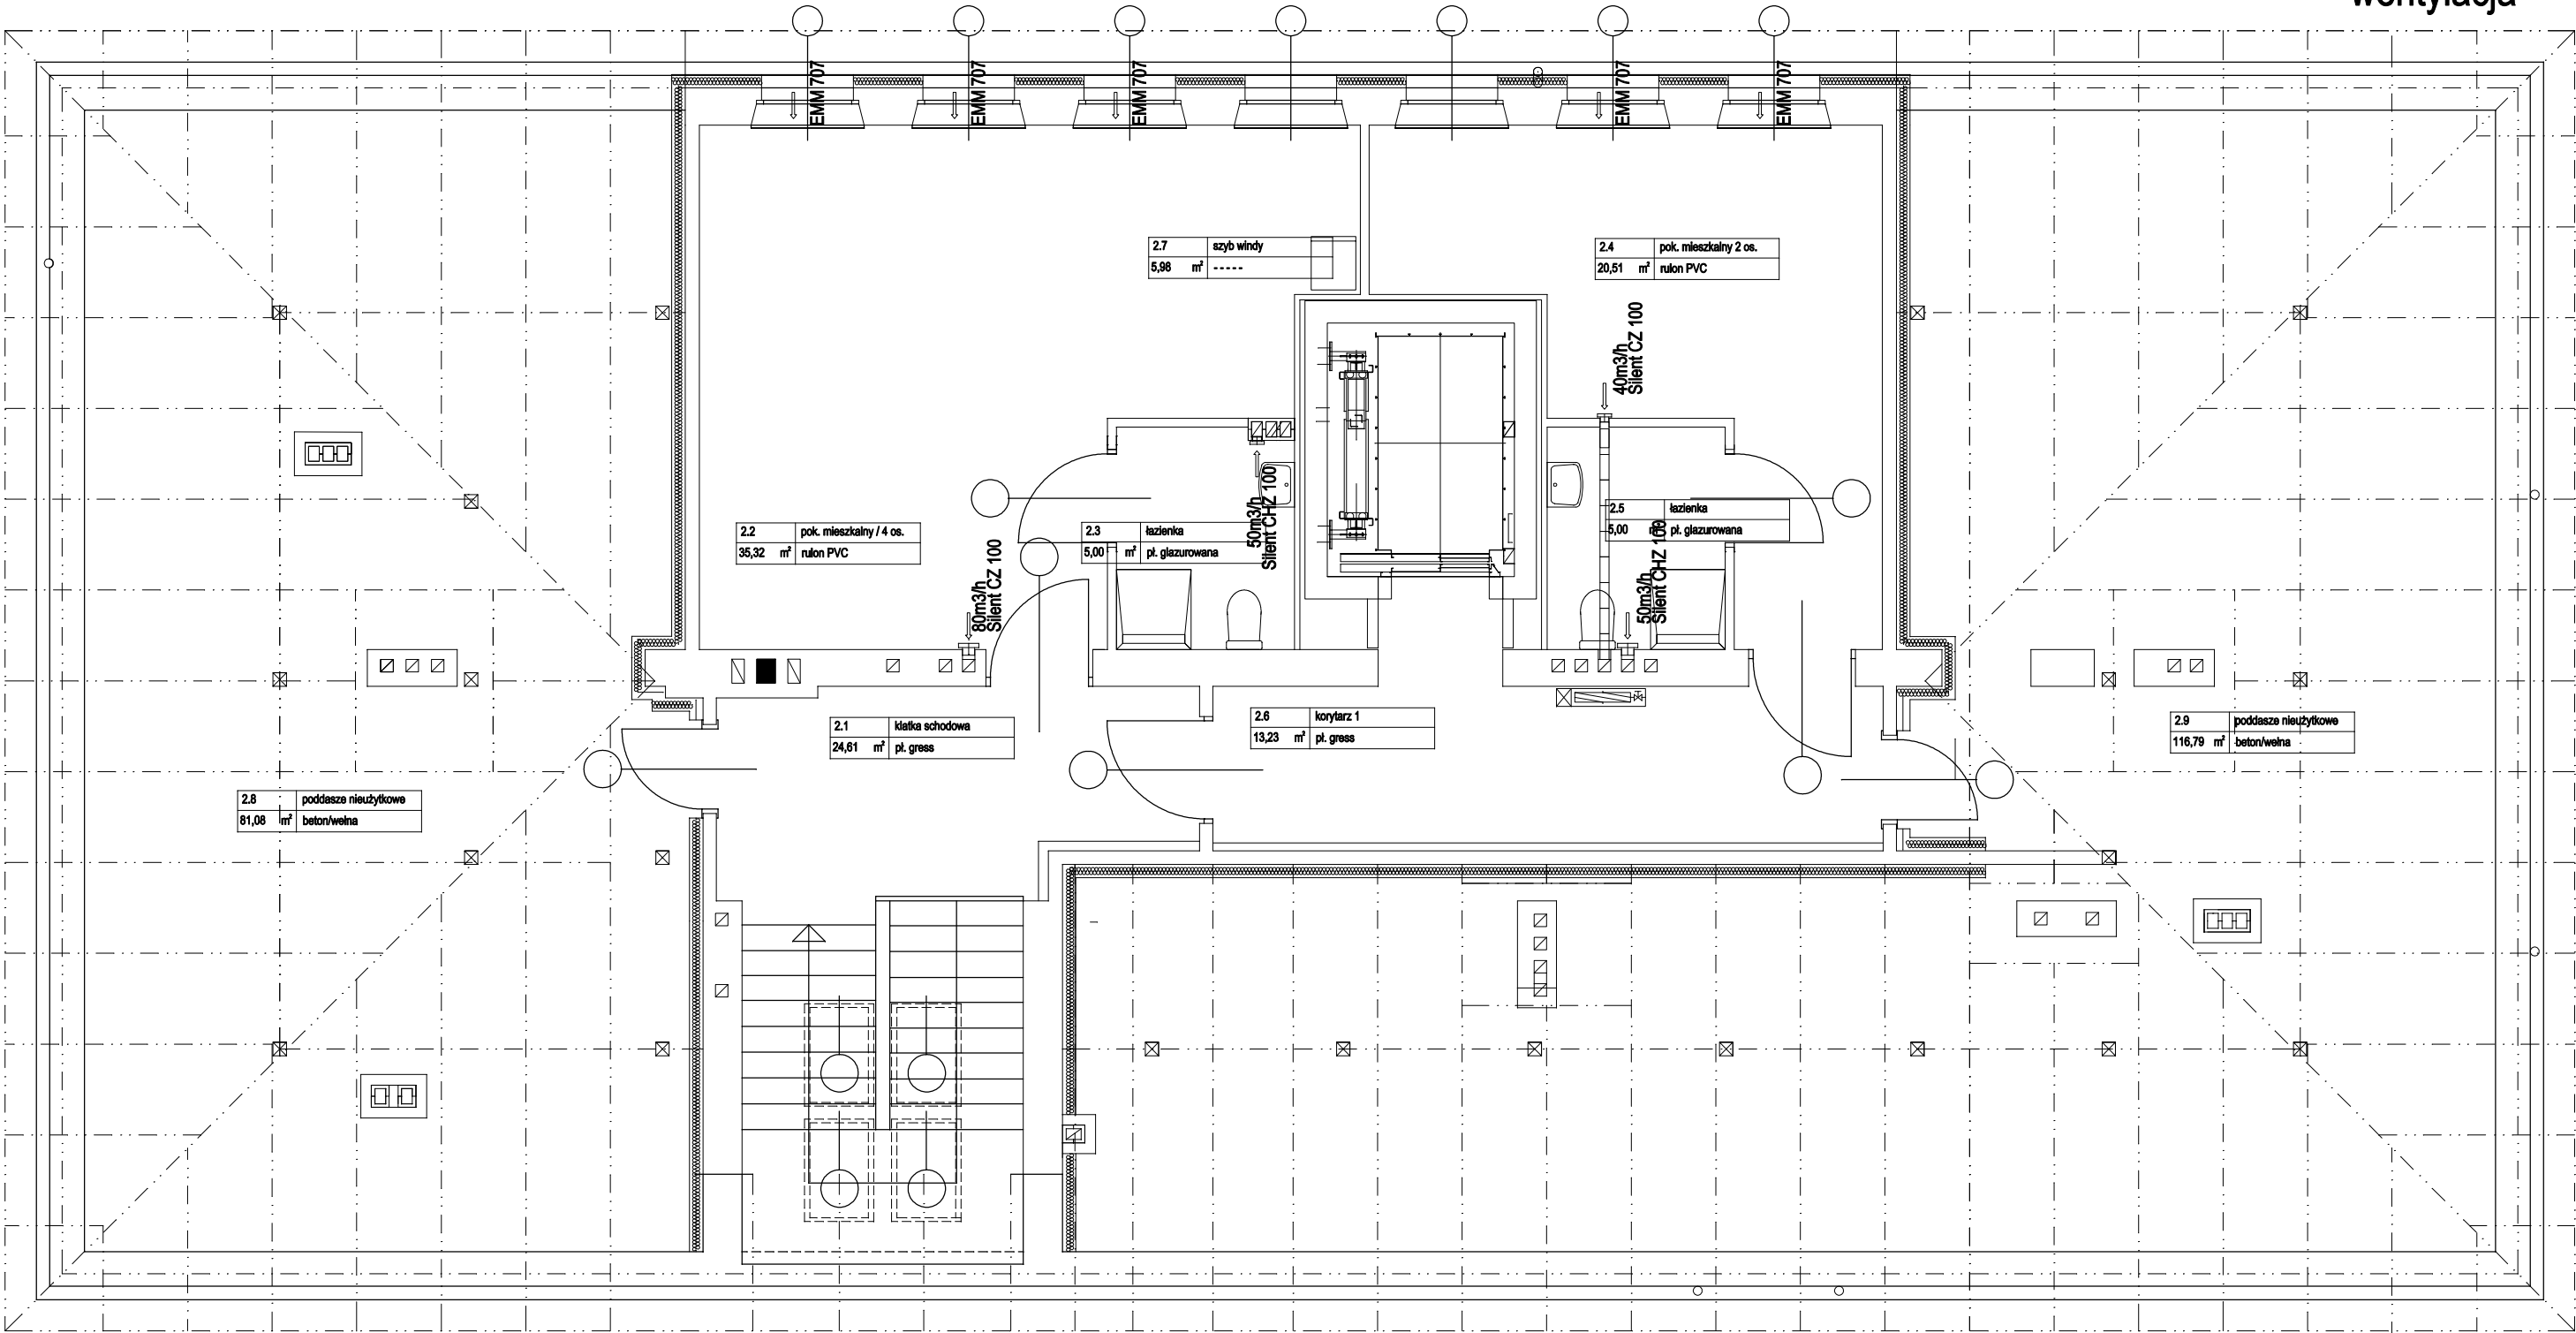 wentylacja
EMM 707
EMM 707
EMM 707
EMM 707
EMM 707
2.7 szyb windy
5,98 m² -----
2.4 pok. mieszkalny 2 os.
20,51 m² rulon PVC
40m3/h
Silent CZ 100
2.2 pok. mieszkalny / 4 os.
35,32 m² rulon PVC
80m3/h
Silent CZ 100
2.3 łazienka
5,00 m² pł. glazurowana
50m3/h
Silent CHZ 100
2.5 łazienka
5,00 m² pł. glazurowana
50m3/h
Silent CHZ 100
2.1 klatka schodowa
24,61 m² pł. gress
2.6 korytarz 1
13,23 m² pł. gress
2.9 poddasze nieużytkowe
116,79 m² beton/wełna
2.8 poddasze nieużytkowe
81,08 m² beton/wełna